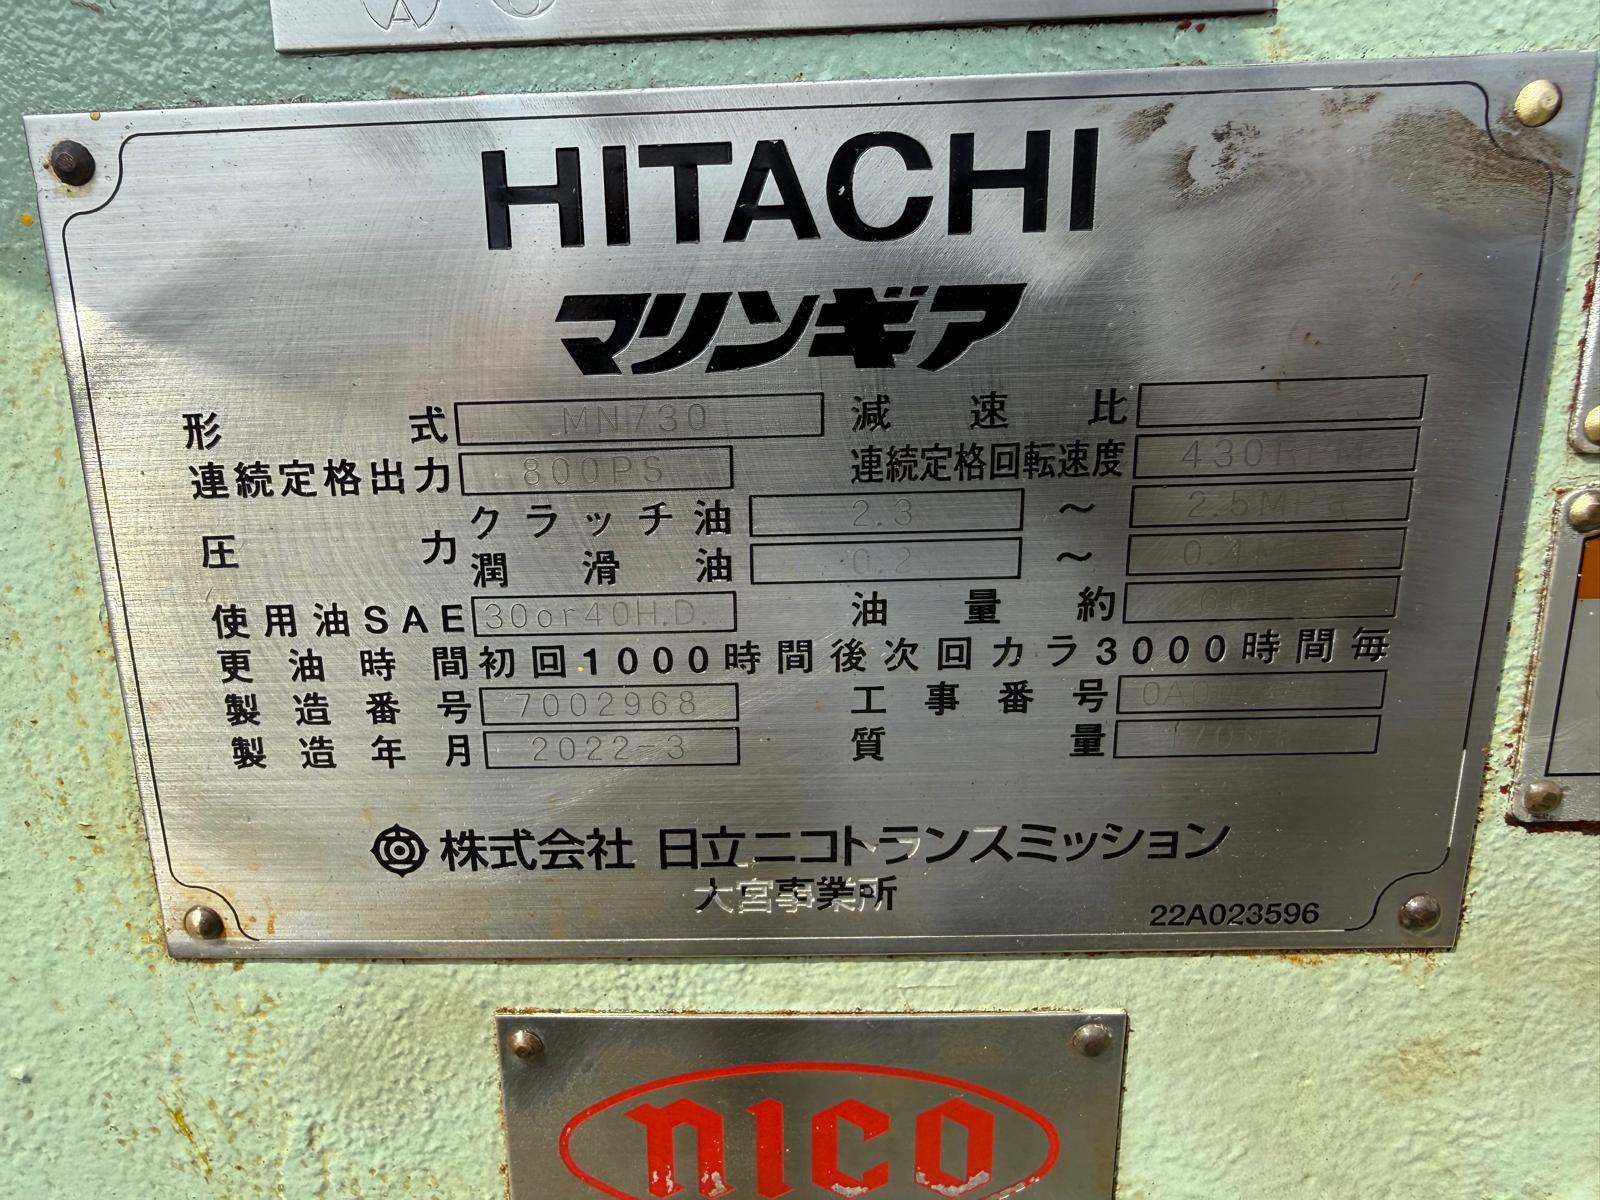 HITACHI
マリンギア
形式 MN730 減速比
連続定格出力 800PS 連続定格回転速度
圧力 クラッチ油 2.3 ～ 2.5MPa
潤滑油 0.2 ～
使用油SAE 30or40H.D. 油量約
更油時間 初回1000時間後次回カラ3000時間毎
製造番号 7002968 工事番号
製造年月 2022-3 質量
株式会社 日立ニコトランスミッション
大宮事業所
22A023596
nico